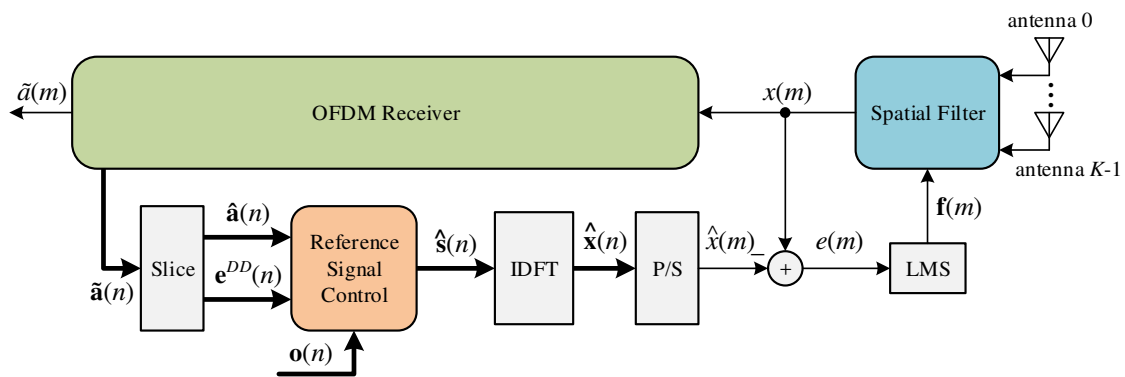 antenna 0
ã(m)
OFDM Receiver
x(m)
Spatial Filter
antenna K-1
f(m)
Slice
â(n)
e^DD(n)
ã(n)
Reference
Signal
Control
o(n)
ŝ(n)
IDFT
x̂(n)
P/S
x̂(m)
–
+
e(m)
LMS